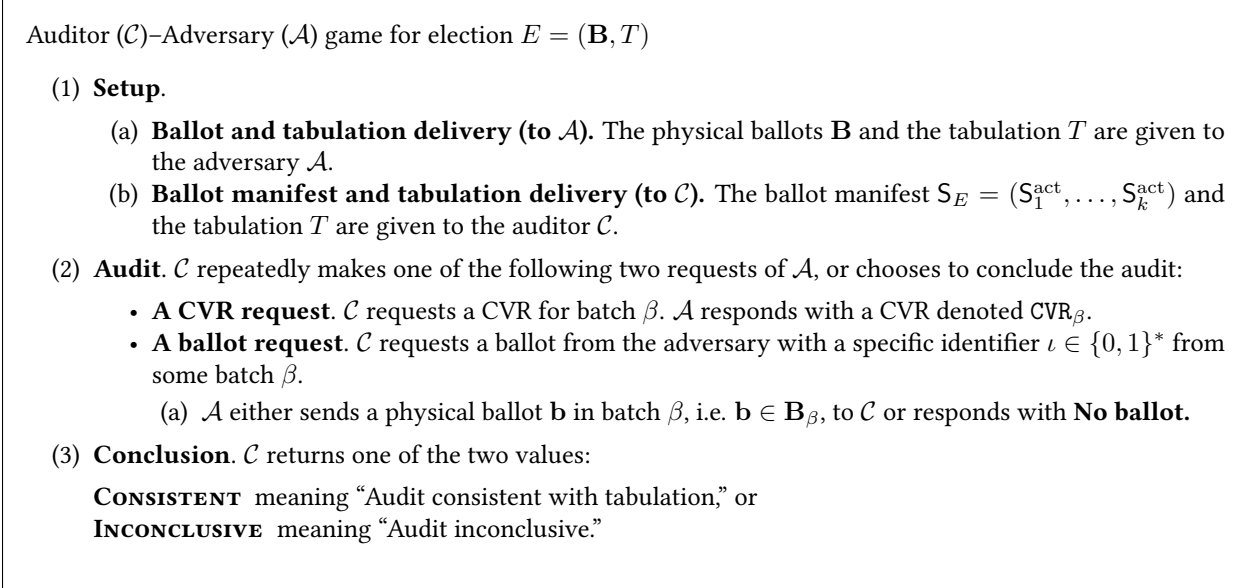 Auditor (𝒞)–Adversary (𝒜) game for election E = (𝐁, T)
(1) Setup.
(a) Ballot and tabulation delivery (to 𝒜). The physical ballots 𝐁 and the tabulation T are given to
the adversary 𝒜.
(b) Ballot manifest and tabulation delivery (to 𝒞). The ballot manifest S_E = (S_1^act, . . . , S_k^act) and
the tabulation T are given to the auditor 𝒞.
(2) Audit. 𝒞 repeatedly makes one of the following two requests of 𝒜, or chooses to conclude the audit:
• A CVR request. 𝒞 requests a CVR for batch β. 𝒜 responds with a CVR denoted CVR_β.
• A ballot request. 𝒞 requests a ballot from the adversary with a specific identifier ι ∈ {0, 1}* from
some batch β.
(a) 𝒜 either sends a physical ballot 𝐛 in batch β, i.e. 𝐛 ∈ 𝐁_β, to 𝒞 or responds with No ballot.
(3) Conclusion. 𝒞 returns one of the two values:
Consistent meaning “Audit consistent with tabulation,” or
Inconclusive meaning “Audit inconclusive.”